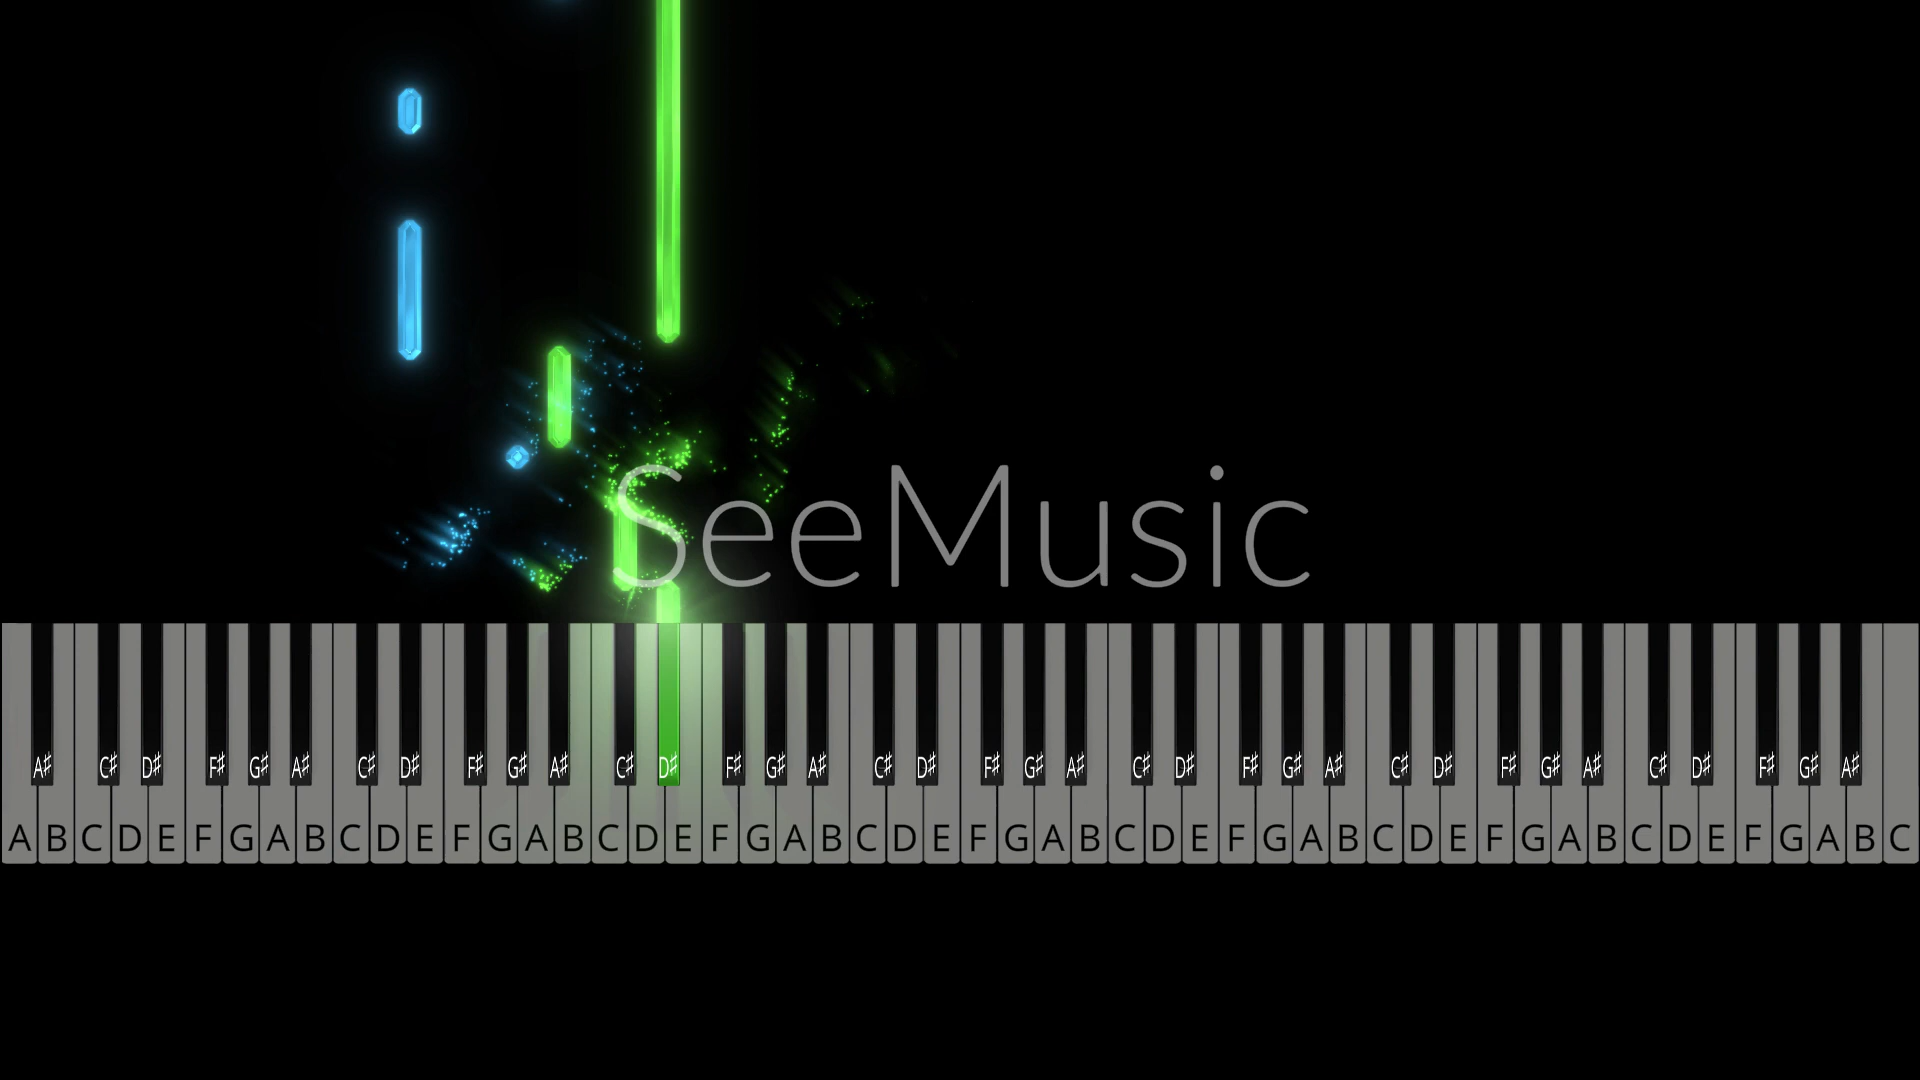 SeeMusic
A♯ C♯ D♯ F♯ G♯ A♯ C♯ D♯ F♯ G♯ A♯ C♯ D♯ F♯ G♯ A♯ C♯ D♯ F♯ G♯ A♯ C♯ D♯ F♯ G♯ A♯ C♯ D♯ F♯ G♯ A♯ C♯ D♯ F♯ G♯ A♯
A B C D E F G A B C D E F G A B C D E F G A B C D E F G A B C D E F G A B C D E F G A B C D E F G A B C